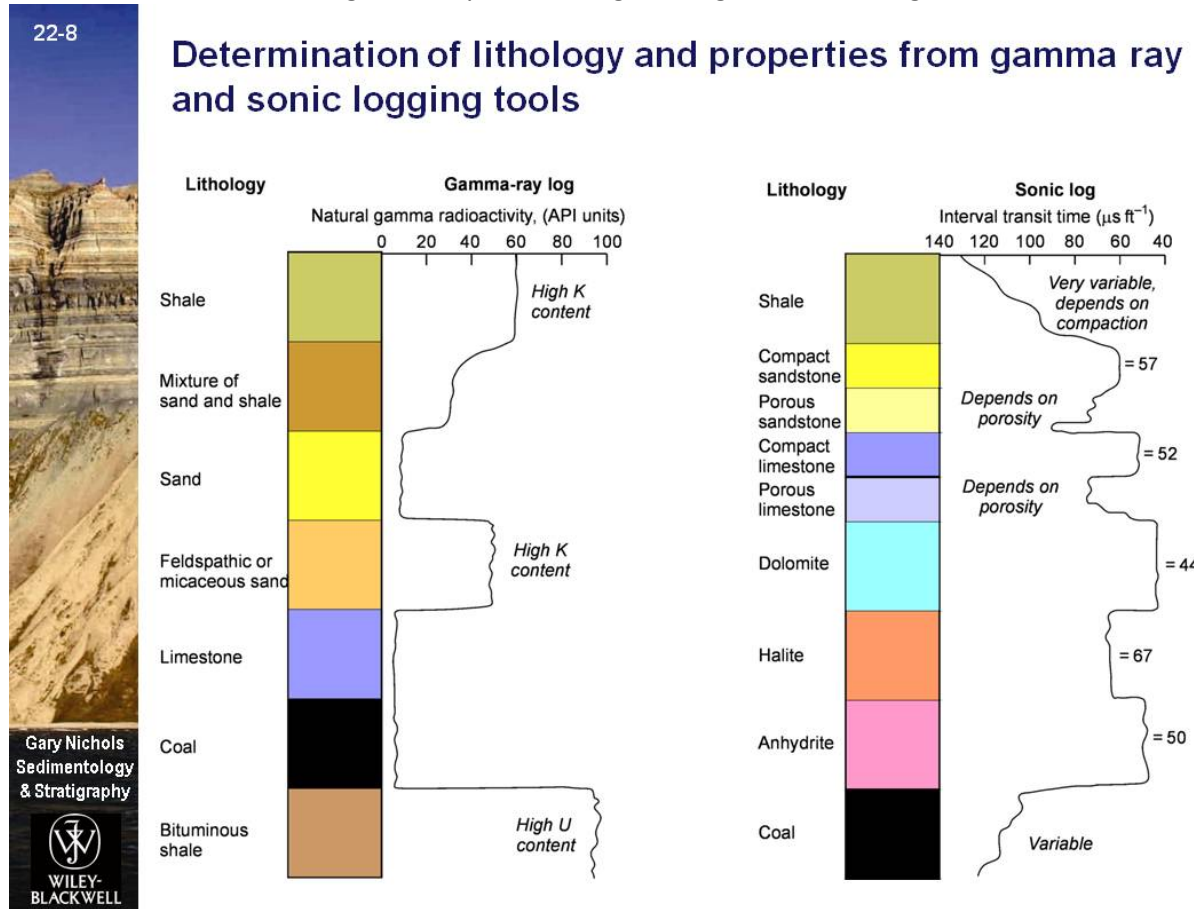 22-8
Determination of lithology and properties from gamma ray
and sonic logging tools
Lithology
Gamma-ray log
Natural gamma radioactivity, (API units)
0 20 40 60 80 100
Shale
High K
content
Mixture of
sand and shale
Sand
Feldspathic or
micaceous sand
High K
content
Limestone
Coal
Bituminous
shale
High U
content
Lithology
Sonic log
Interval transit time (μs ft⁻¹)
140 120 100 80 60 40
Shale
Very variable,
depends on
compaction
Compact
sandstone
= 57
Porous
sandstone
Depends on
porosity
Compact
limestone
= 52
Porous
limestone
Depends on
porosity
Dolomite
= 44
Halite
= 67
Anhydrite
= 50
Coal
Variable
Gary Nichols
Sedimentology
& Stratigraphy
WILEY-
BLACKWELL